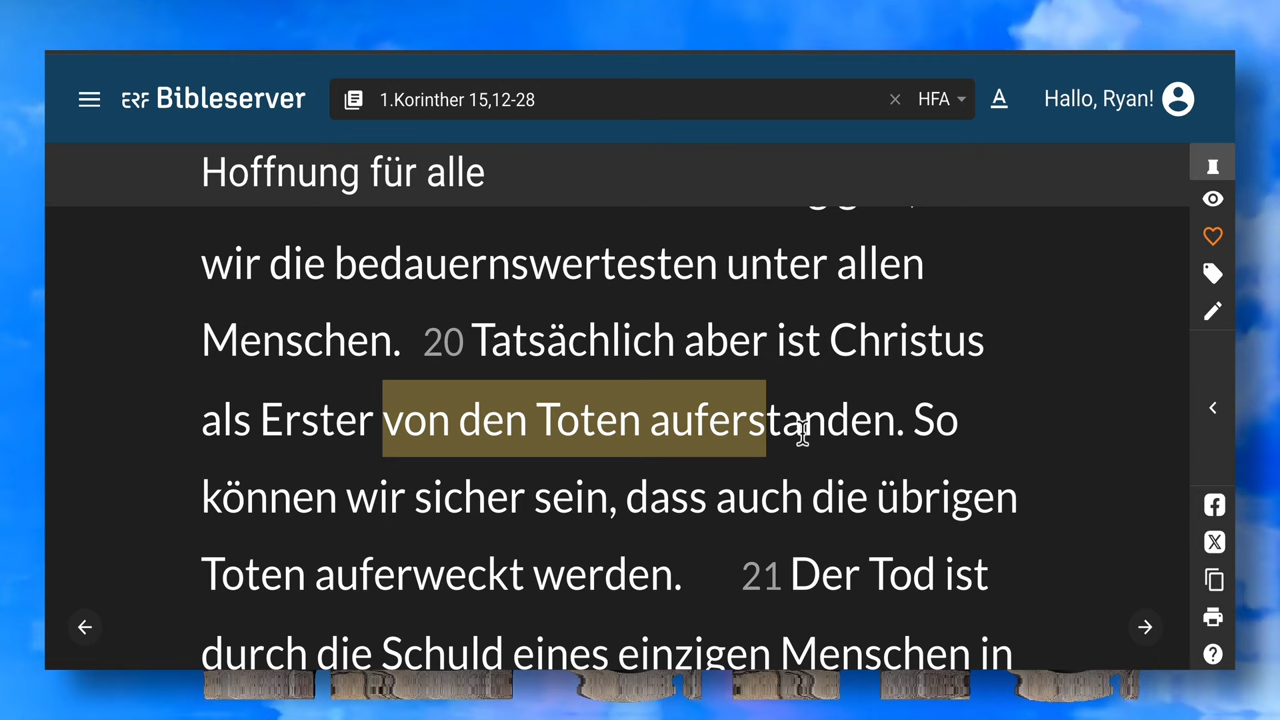 ERF Bibleserver
1.Korinther 15,12-28
HFA
A
Hallo, Ryan!
Hoffnung für alle
wir die bedauernswertesten unter allen
Menschen. 20 Tatsächlich aber ist Christus
als Erster von den Toten auferstanden. So
können wir sicher sein, dass auch die übrigen
Toten auferweckt werden. 21 Der Tod ist
durch die Schuld eines einzigen Menschen in